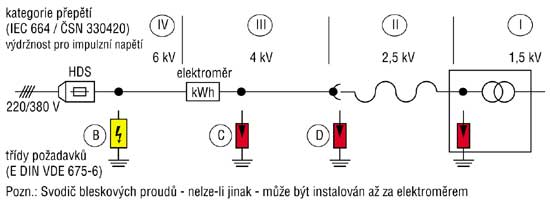 kategorie přepětí
(IEC 664 / ČSN 330420)
výdržnost pro impulzní napětí
IV III II I
6 kV 4 kV 2,5 kV 1,5 kV
HDS elektroměr
kWh
220/380 V
B C D
třídy požadavků
(E DIN VDE 675-6)
Pozn.: Svodič bleskových proudů - nelze-li jinak - může být instalován až za elektroměrem